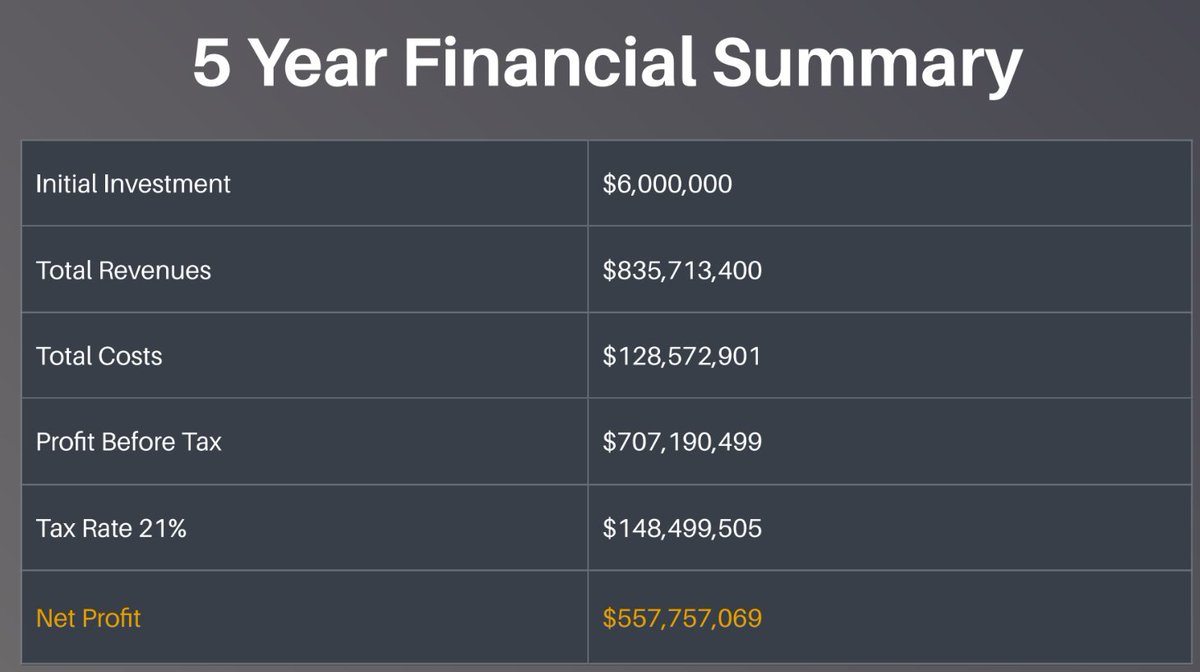 5 Year Financial Summary
Initial Investment $6,000,000
Total Revenues $835,713,400
Total Costs $128,572,901
Profit Before Tax $707,190,499
Tax Rate 21% $148,499,505
Net Profit $557,757,069